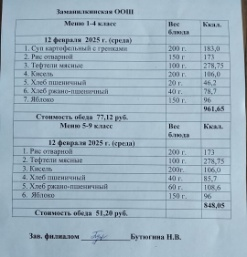 Заманилкинская ООШ
Меню 1-4 класс Вес блюда Ккал.
12 февраля 2025 г. (среда)
1. Суп картофельный с гренками 200 г. 183,0
2. Рис отварной 150 г 173
3. Тефтели мясные 100 г 278,75
4. Кисель 200 г. 106,0
5. Хлеб пшеничный 20 г. 46,2
6. Хлеб ржано-пшеничный 40 г. 78,7
7. Яблоко 150 г. 96
961,65
Стоимость обеда 77,12 руб.
Меню 5-9 класс Вес блюда Ккал.
12 февраля 2025 г. (среда)
1. Рис отварной 200 г 173
2. Тефтели мясные 100 г 278,75
3. Кисель 200г. 106,0
4. Хлеб пшеничный 40 г 85,7
5. Хлеб ржано-пшеничный 60 г. 108,6
6. Яблоко 150 г. 96
848,05
Стоимость обеда 51,20 руб.
Зав. филиалом Бутюгина Н.В.